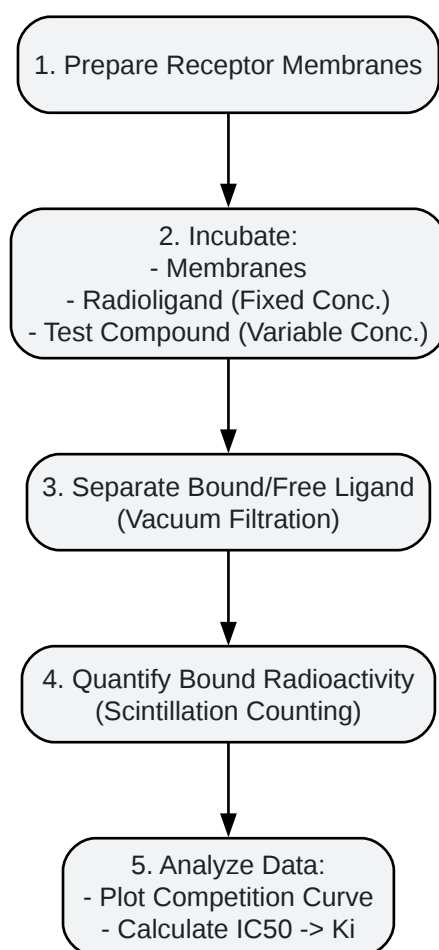 1. Prepare Receptor Membranes
2. Incubate:
- Membranes
- Radioligand (Fixed Conc.)
- Test Compound (Variable Conc.)
3. Separate Bound/Free Ligand
(Vacuum Filtration)
4. Quantify Bound Radioactivity
(Scintillation Counting)
5. Analyze Data:
- Plot Competition Curve
- Calculate IC50 -> Ki